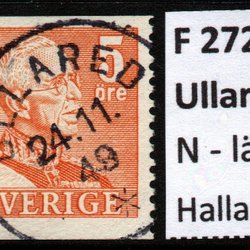 5
öre
ULLARED
24.11.
49
SVERIGE
F 272
Ullar
N - lä
Halla